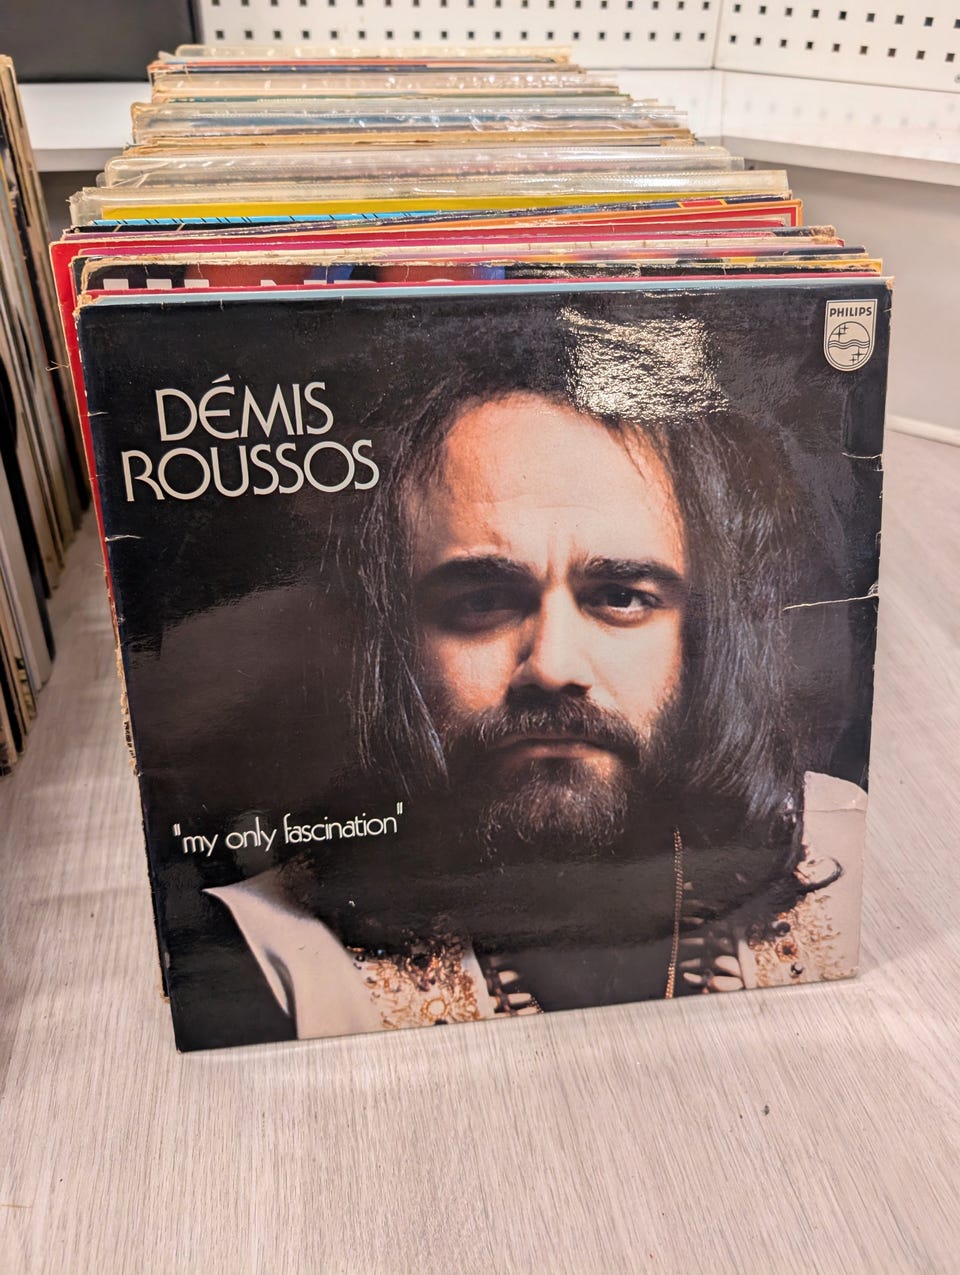 PHILIPS
DÉMIS
ROUSSOS
"my only fascination"